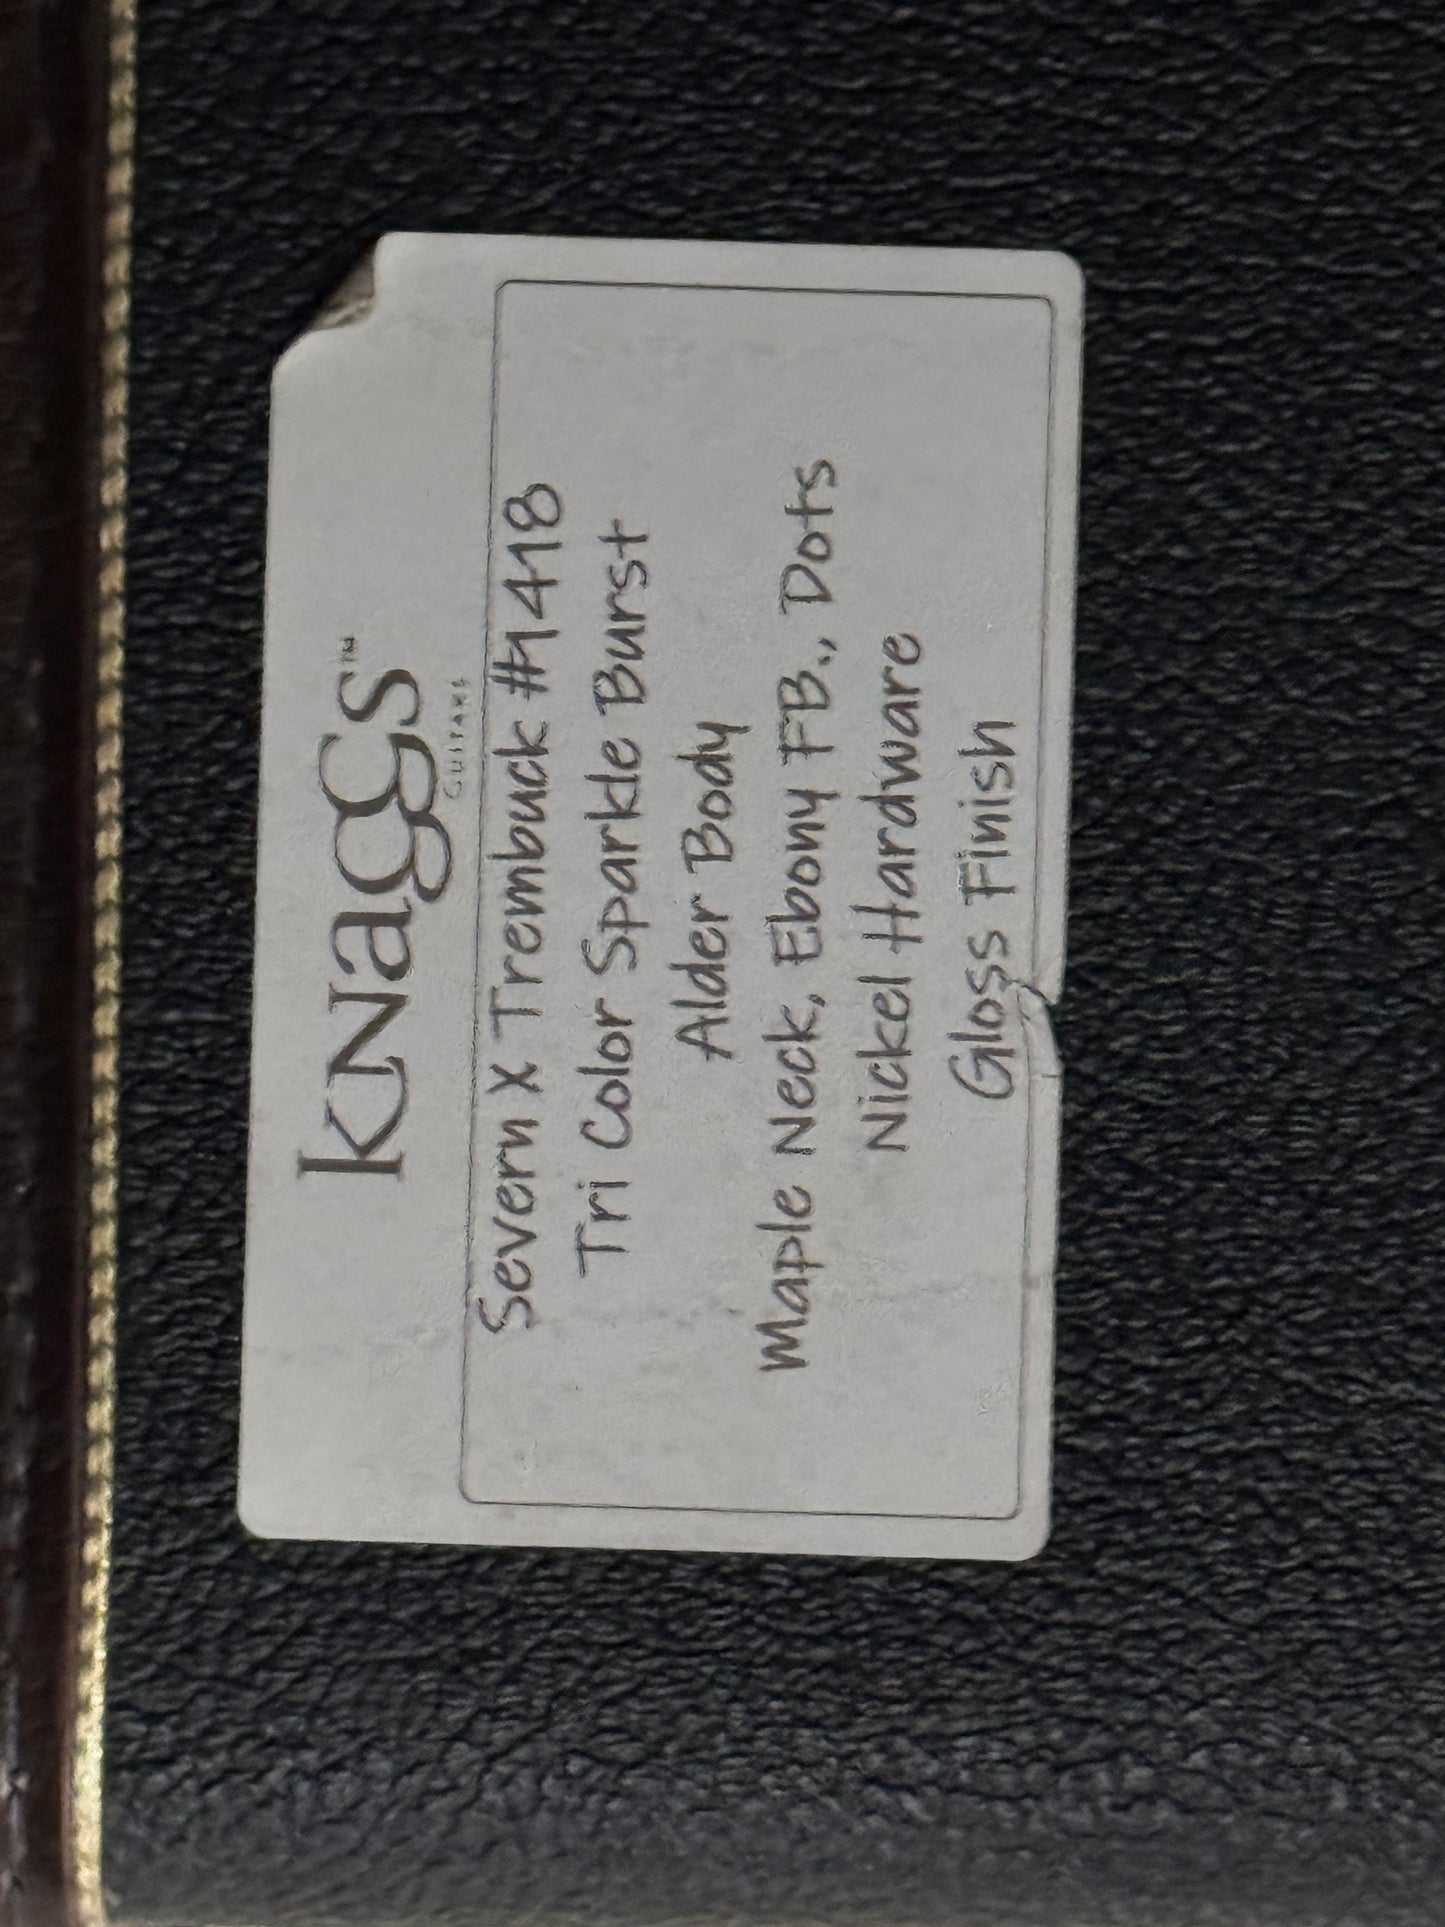 KNaGGs™
GUITARS
Severn X Trembuck #1418
Tri Color Sparkle Burst
Alder Body
Maple Neck, Ebony FB., Dots
Nickel Hardware
Gloss Finish